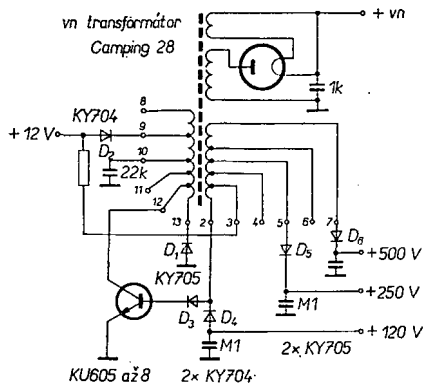 vn transformátor
Camping 28
+ vn
1k
KY704
8
+ 12 V
9
D2
10
22k
11
12
13
2
3
4
5
6
7
D1
D5
D6
KY705
+500 V
M1
+250 V
D3
D4
+120 V
M1
2x KY705
KU605 až 8
2x KY704